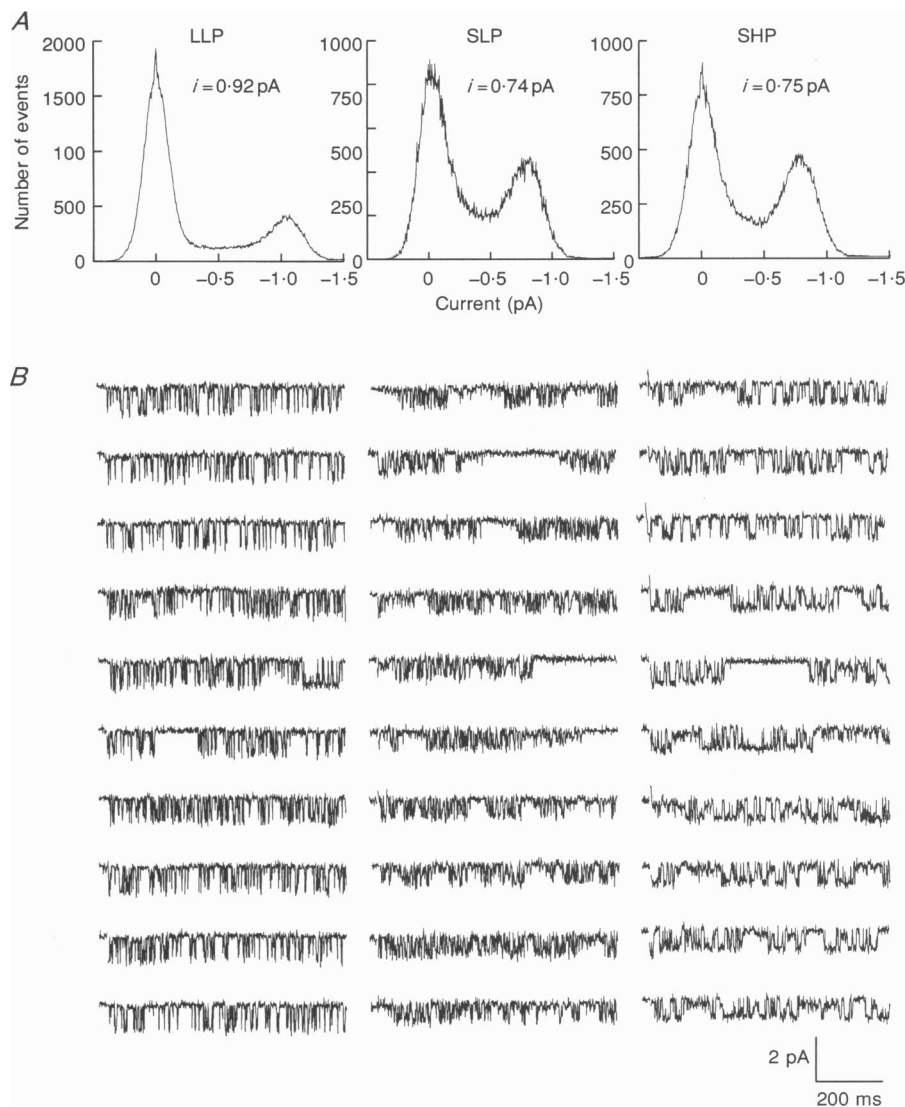 A
LLP
SLP
SHP
2000
1500
100
500
0
1000
750
500
250
0
1000
750
500
250
0
i = 0·92 pA
i = 0·74 pA
i = 0·75 pA
Number of events
0 −0·5 −1·0 −1·5
0 −0·5 −1·0 −1·5
0 −0·5 −1·0 −1·5
Current (pA)
B
2 pA
200 ms